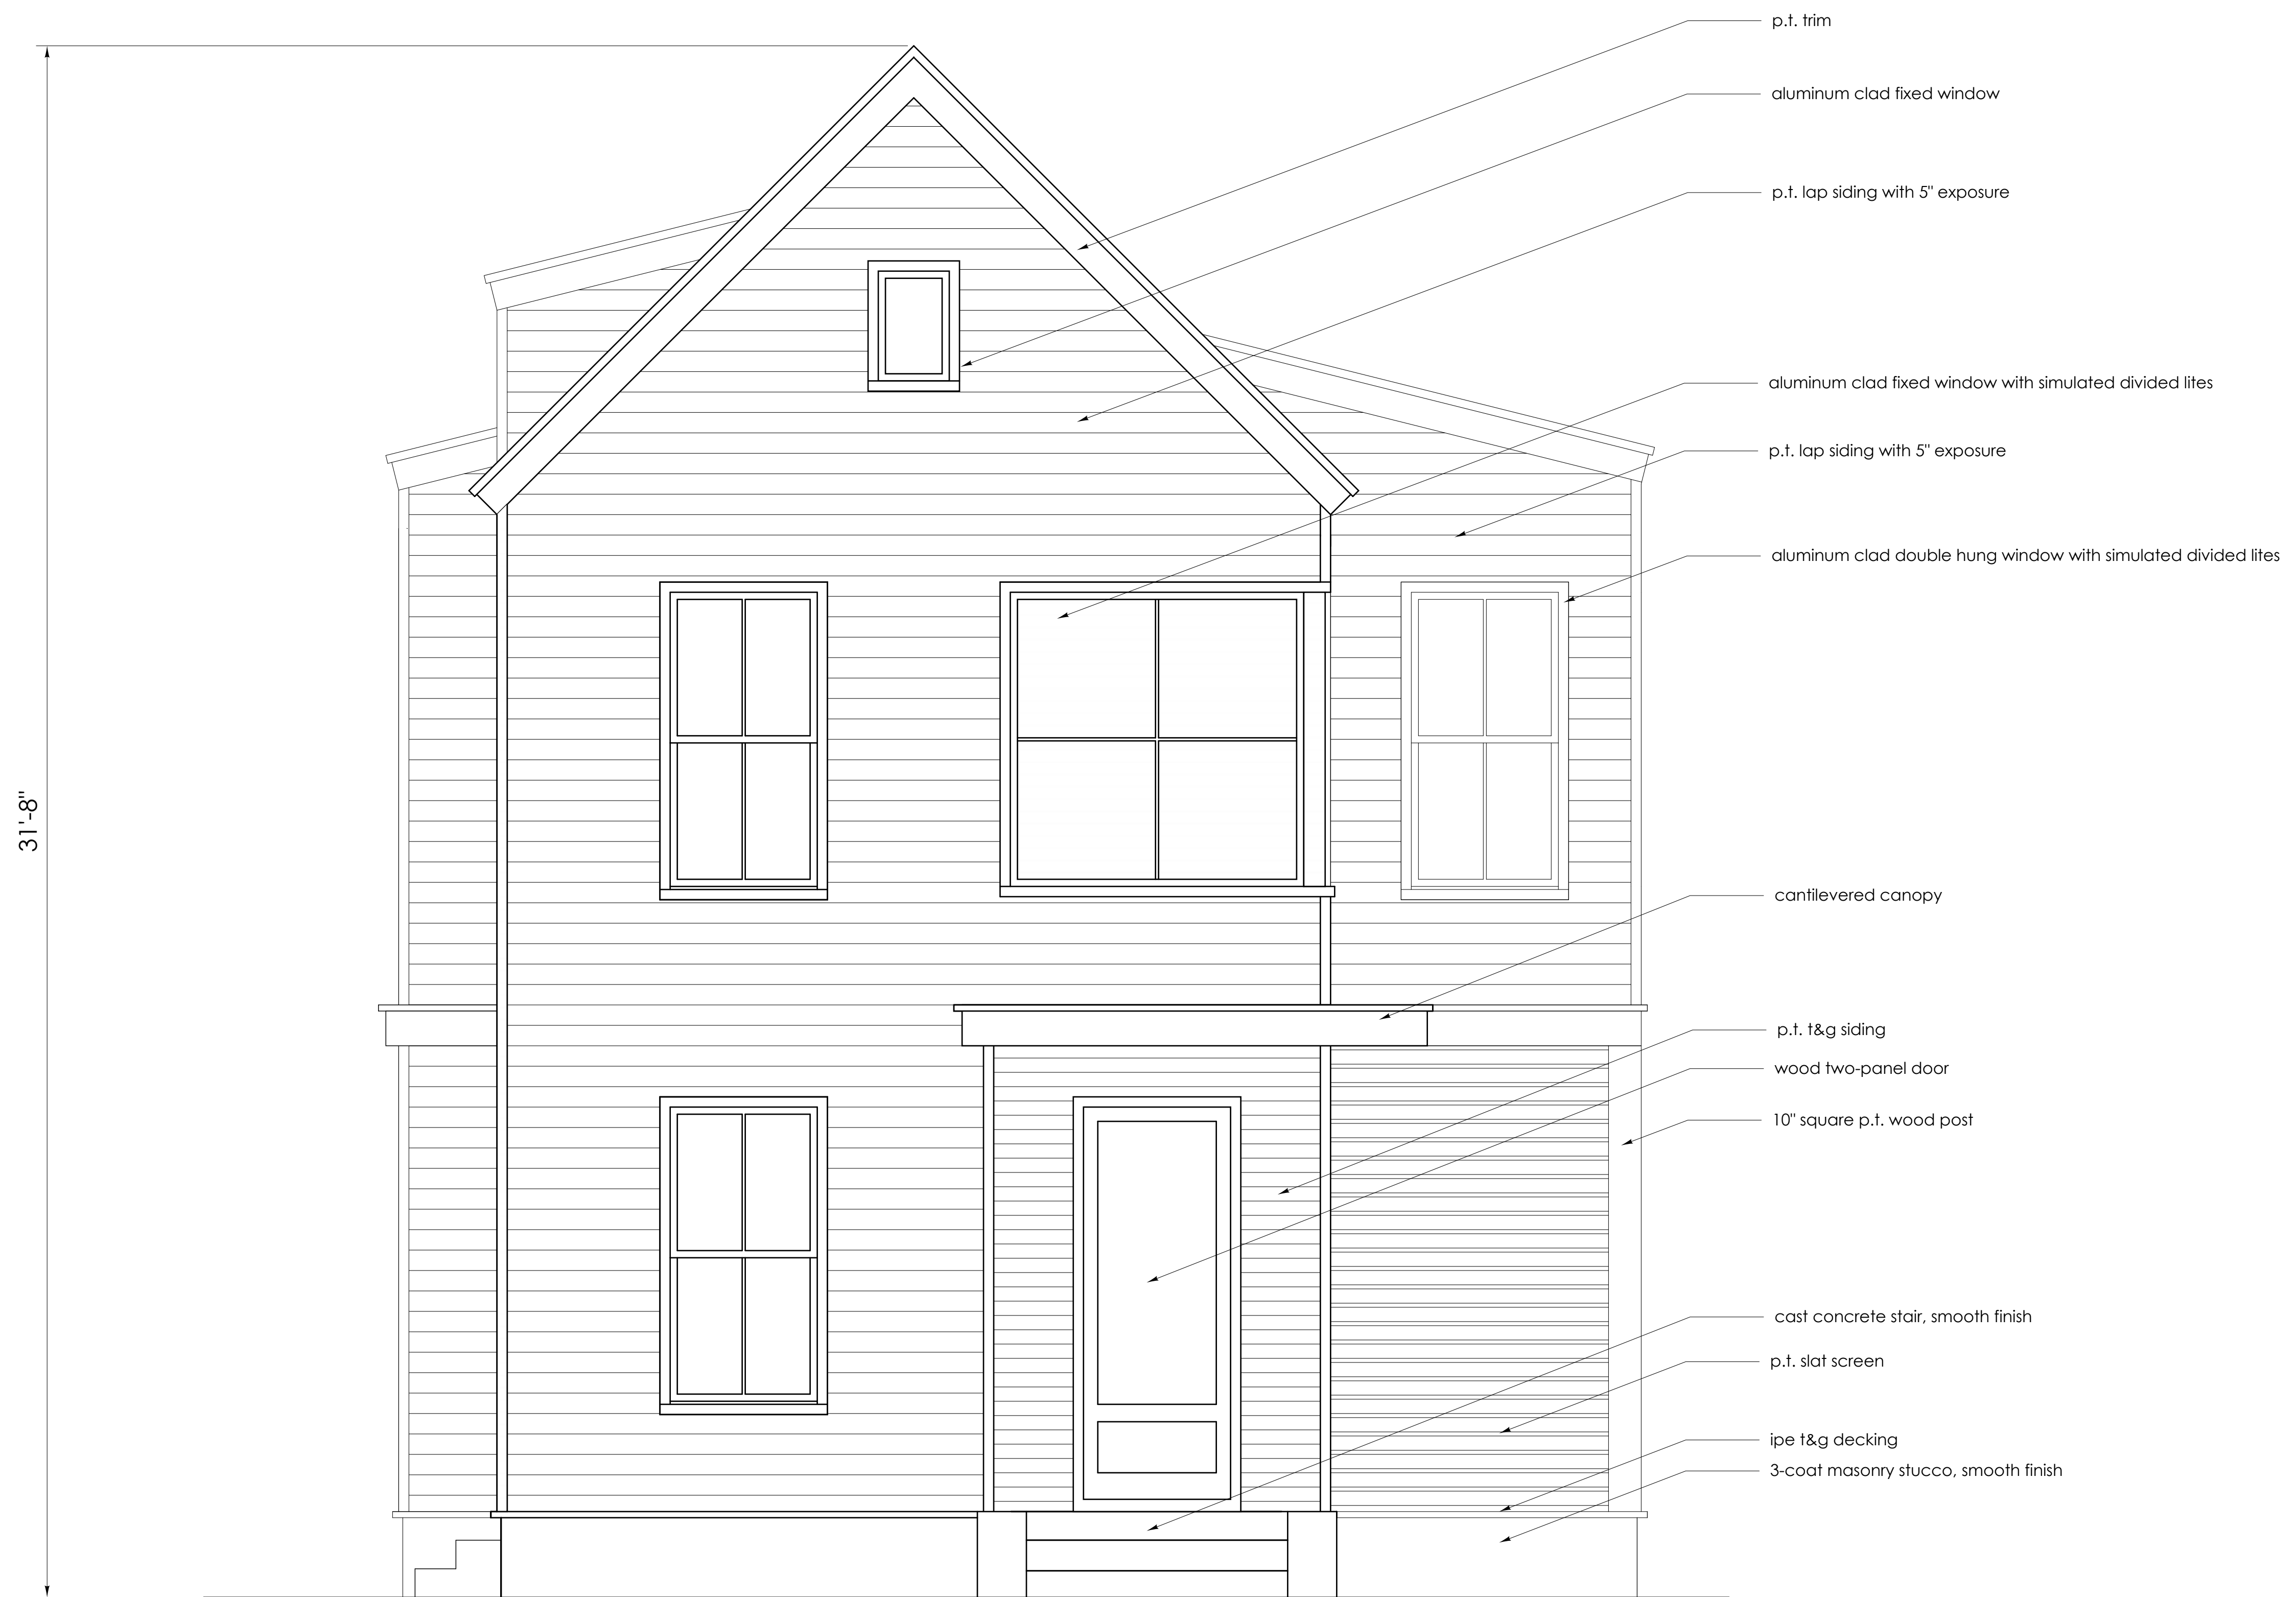 p.t. trim
aluminum clad fixed window
p.t. lap siding with 5" exposure
aluminum clad fixed window with simulated divided lites
p.t. lap siding with 5" exposure
aluminum clad double hung window with simulated divided lites
31'-8"
cantilevered canopy
p.t. t&g siding
wood two-panel door
10" square p.t. wood post
cast concrete stair, smooth finish
p.t. slat screen
ipe t&g decking
3-coat masonry stucco, smooth finish